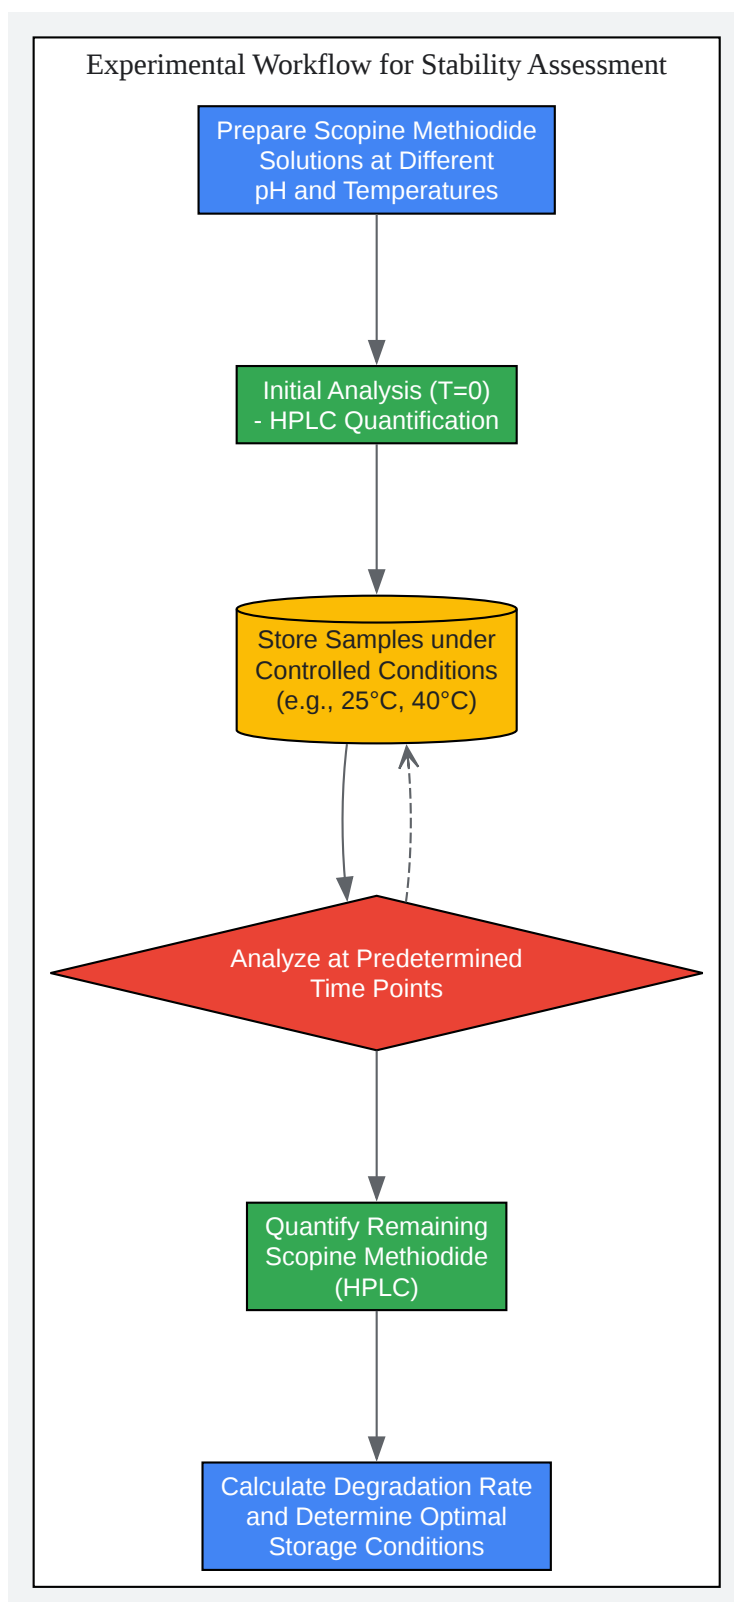 Experimental Workflow for Stability Assessment
Prepare Scopine Methiodide
Solutions at Different
pH and Temperatures
Initial Analysis (T=0)
- HPLC Quantification
Store Samples under
Controlled Conditions
(e.g., 25°C, 40°C)
Analyze at Predetermined
Time Points
Quantify Remaining
Scopine Methiodide
(HPLC)
Calculate Degradation Rate
and Determine Optimal
Storage Conditions